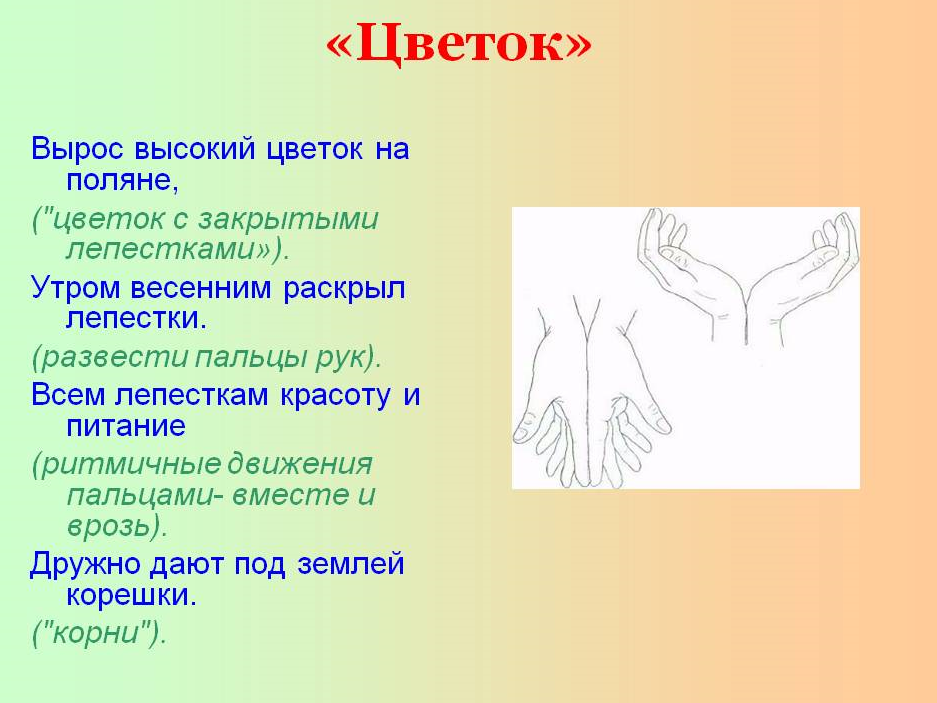 «Цветок»
Вырос высокий цветок на
поляне,
("цветок с закрытыми
лепестками»).
Утром весенним раскрыл
лепестки.
(развести пальцы рук).
Всем лепесткам красоту и
питание
(ритмичные движения
пальцами- вместе и
врозь).
Дружно дают под землей
корешки.
("корни").